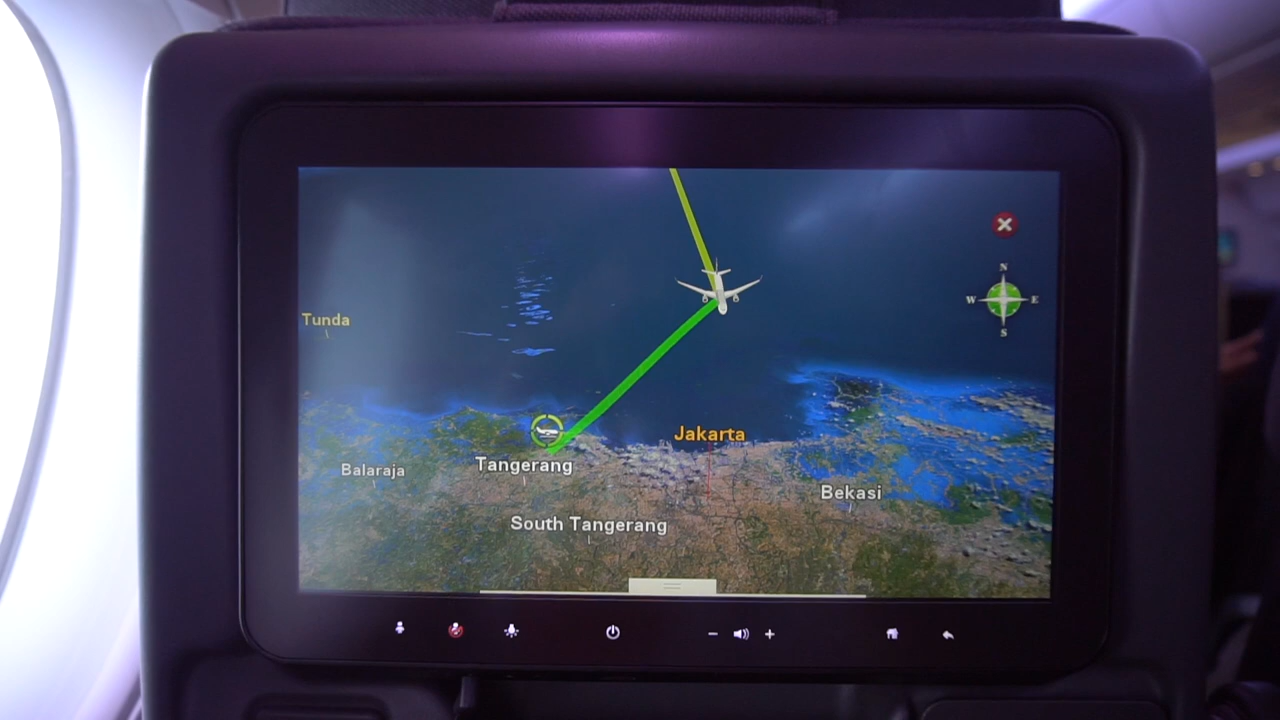 N
W E
S
Tunda
Jakarta
Balaraja
Tangerang
Bekasi
South Tangerang